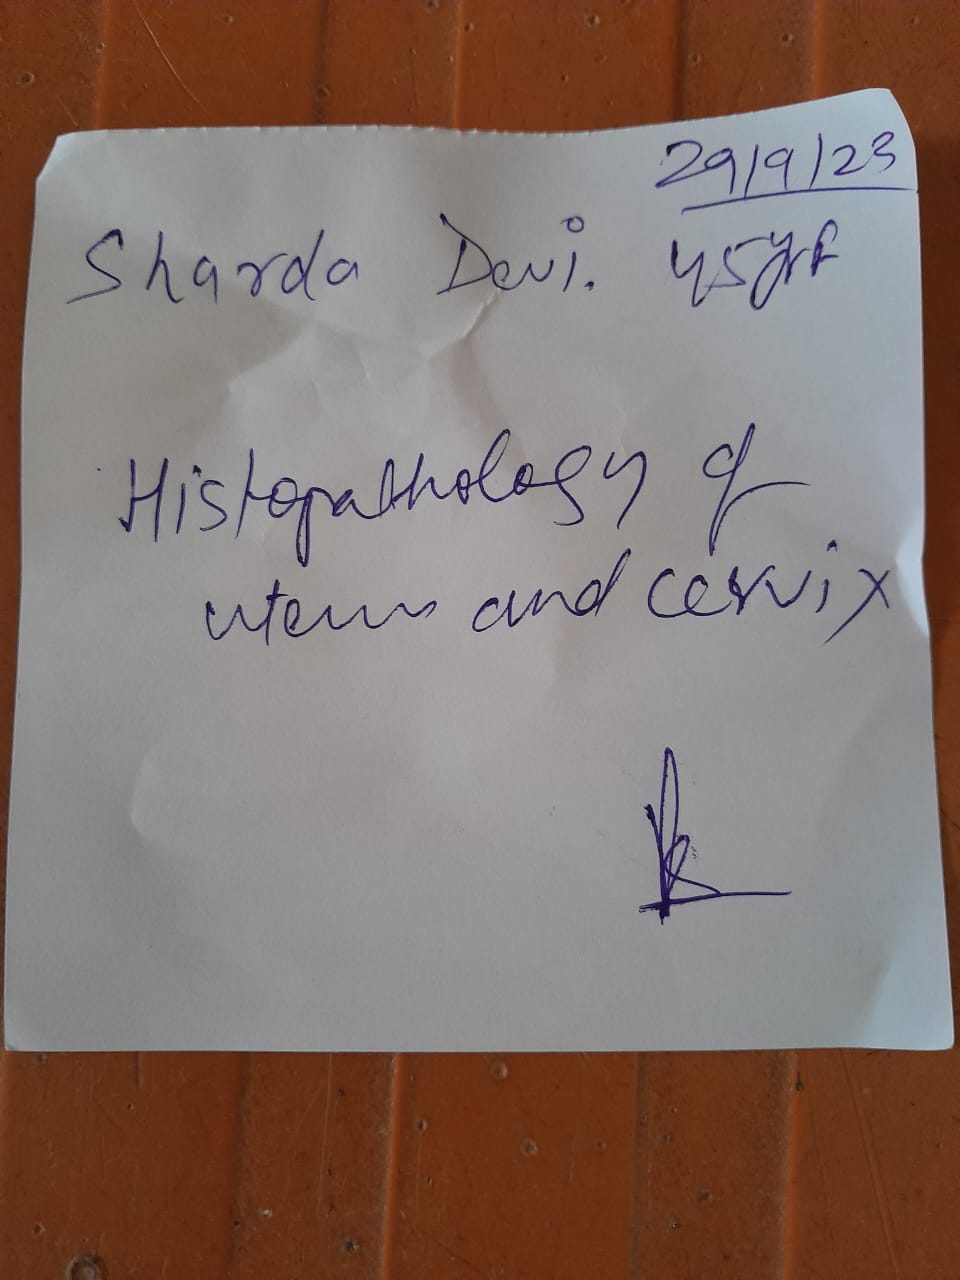 29/9/23
Sharda Devi. 45yrf
Histopathology of
uterus and cervix